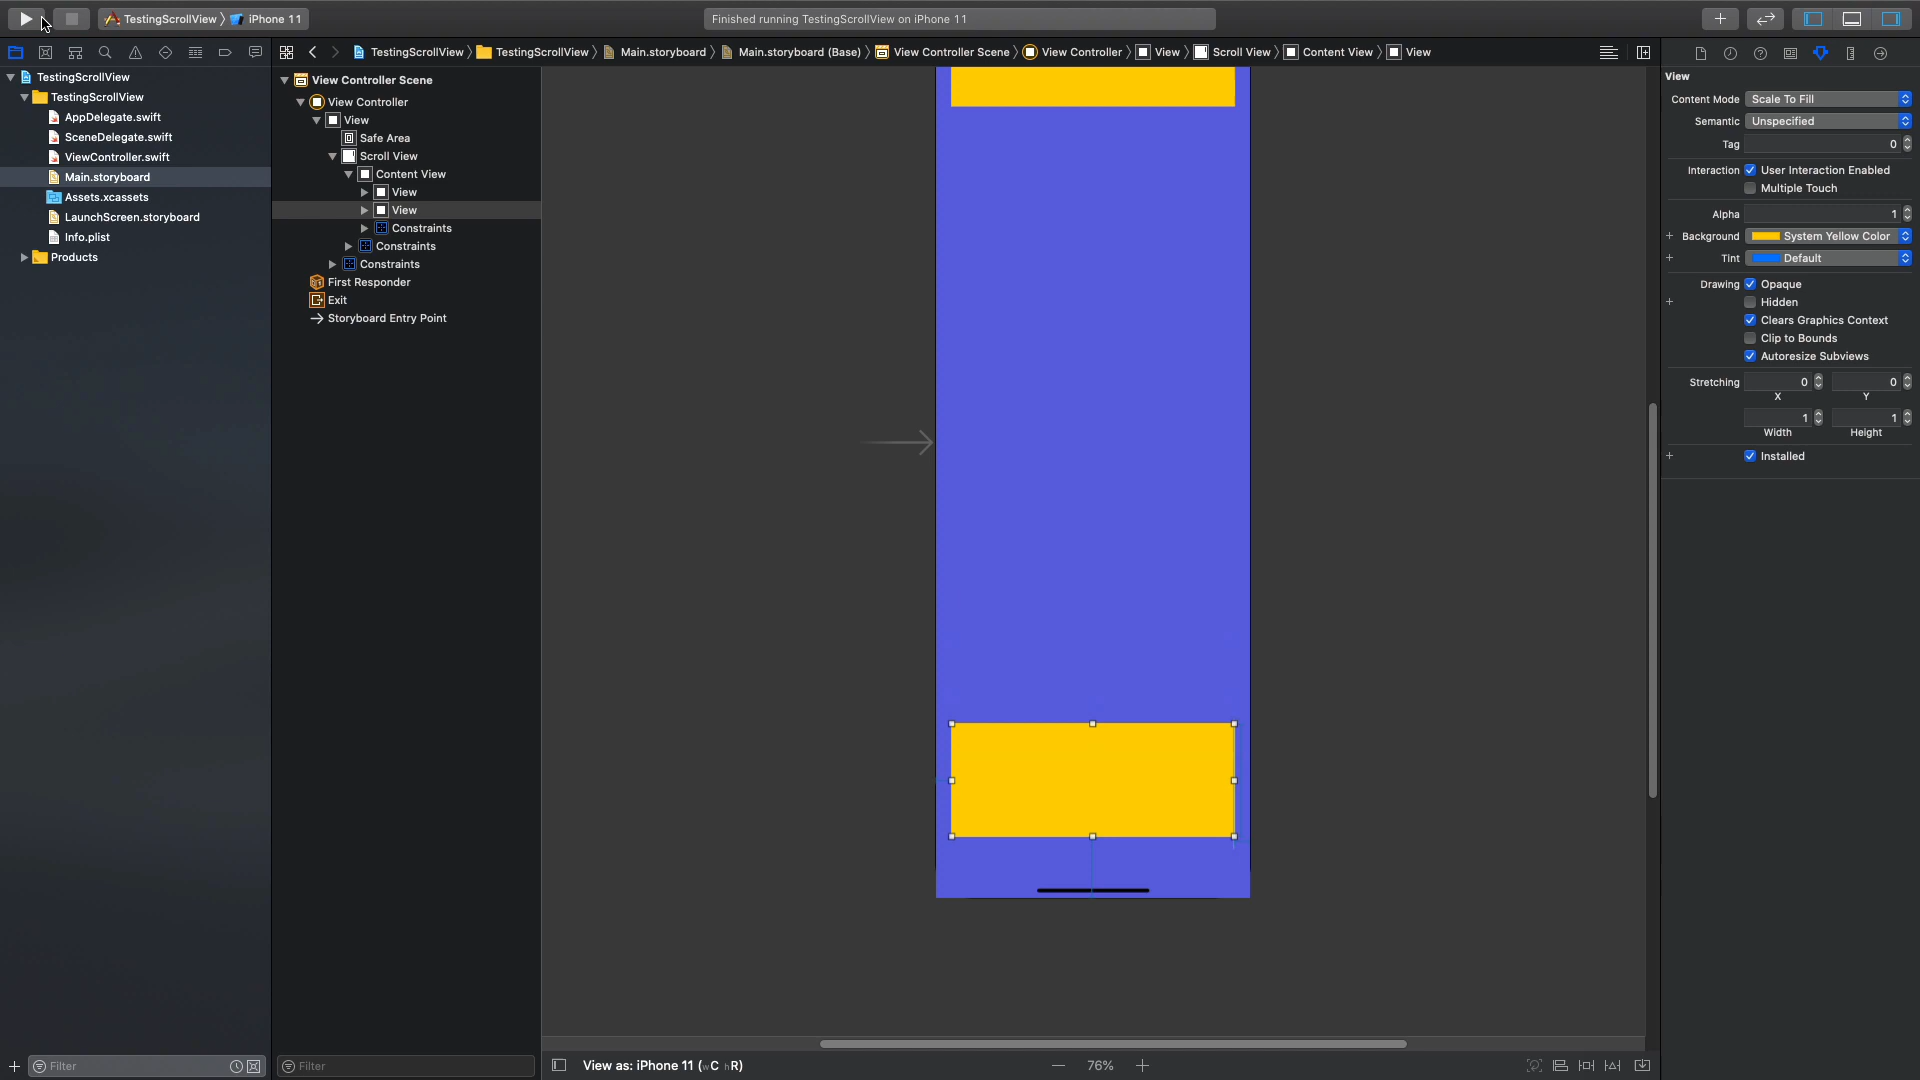 TestingScrollView 〉 iPhone 11
Finished running TestingScrollView on iPhone 11
TestingScrollView 〉 TestingScrollView 〉 Main.storyboard 〉 Main.storyboard (Base) 〉 View Controller Scene 〉 View Controller 〉 View 〉 Scroll View 〉 Content View 〉 View
TestingScrollView
TestingScrollView
AppDelegate.swift
SceneDelegate.swift
ViewController.swift
Main.storyboard
Assets.xcassets
LaunchScreen.storyboard
Info.plist
Products
Filter
View Controller Scene
View Controller
View
Safe Area
Scroll View
Content View
View
View
Constraints
Constraints
Constraints
First Responder
Exit
Storyboard Entry Point
Filter
View as: iPhone 11 (wC hR)
76%
View
Content Mode Scale To Fill
Semantic Unspecified
Tag 0
Interaction User Interaction Enabled
Multiple Touch
Alpha 1
+ Background System Yellow Color
+ Tint Default
Drawing Opaque
+ Hidden
Clears Graphics Context
Clip to Bounds
Autoresize Subviews
Stretching 0 0
X Y
1 1
Width Height
+ Installed